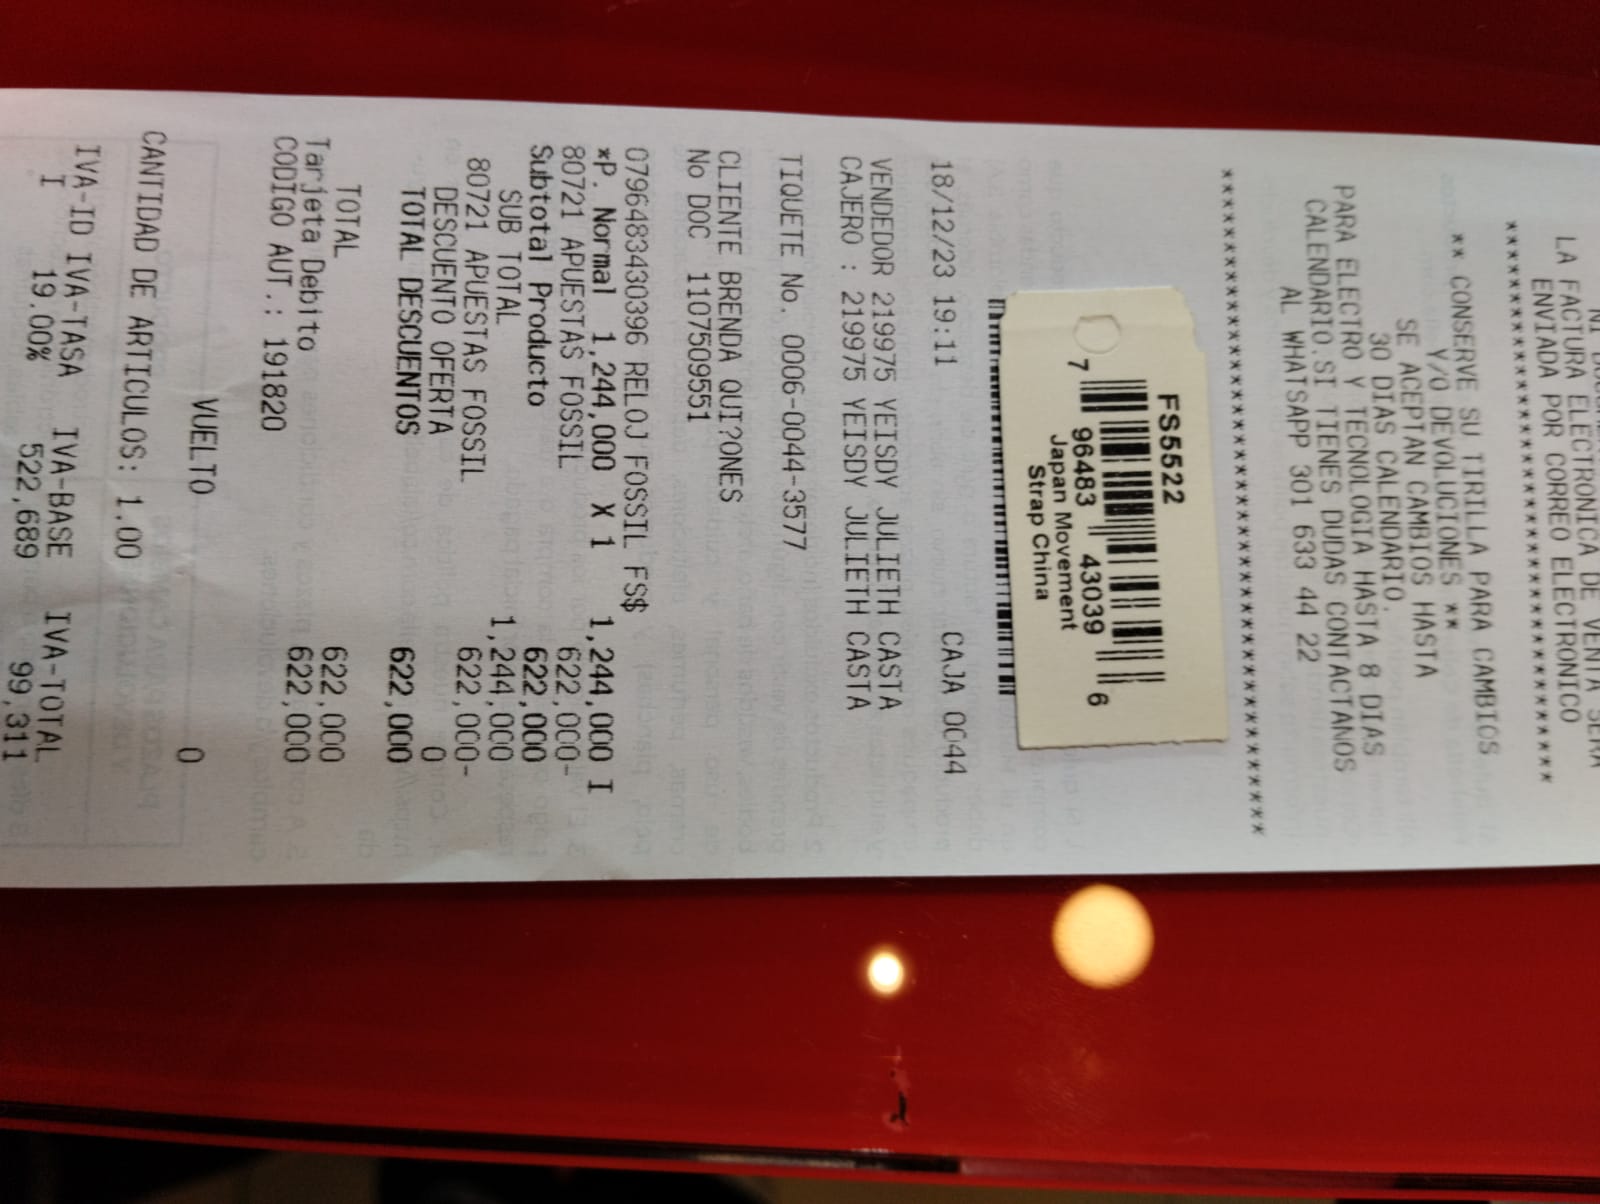 LA FACTURA ELECTRONICA DE VENTA SERA
ENVIADA POR CORREO ELECTRONICO
************************************
** CONSERVE SU TIRILLA PARA CAMBIOS
Y/O DEVOLUCIONES **
SE ACEPTAN CAMBIOS HASTA
30 DIAS CALENDARIO.
PARA ELECTRO Y TECNOLOGIA HASTA 8 DIAS
CALENDARIO.SI TIENES DUDAS CONTACTANOS
AL WHATSAPP 301 633 44 22
******************************************
FS5522
7 96483 43039 6
Japan Movement
Strap China
18/12/23 19:11 CAJA 0044
VENDEDOR 219975 YEISDY JULIETH CASTA
CAJERO : 219975 YEISDY JULIETH CASTA
TIQUETE No. 0006-0044-3577
CLIENTE BRENDA QUI?ONES
No DOC 1107509551
0796483430396 RELOJ FOSSIL FS$
*P. Normal 1,244,000 X 1 1,244,000 I
80721 APUESTAS FOSSIL 622,000-
Subtotal Producto 622,000
SUB TOTAL 1,244,000
80721 APUESTAS FOSSIL 622,000-
DESCUENTO OFERTA 0
TOTAL DESCUENTOS 622,000
TOTAL 622,000
Tarjeta Debito 622,000
CODIGO AUT.: 191820
VUELTO 0
CANTIDAD DE ARTICULOS: 1.00
IVA-ID IVA-TASA IVA-BASE IVA-TOTAL
I 19.00% 522,689 99,311